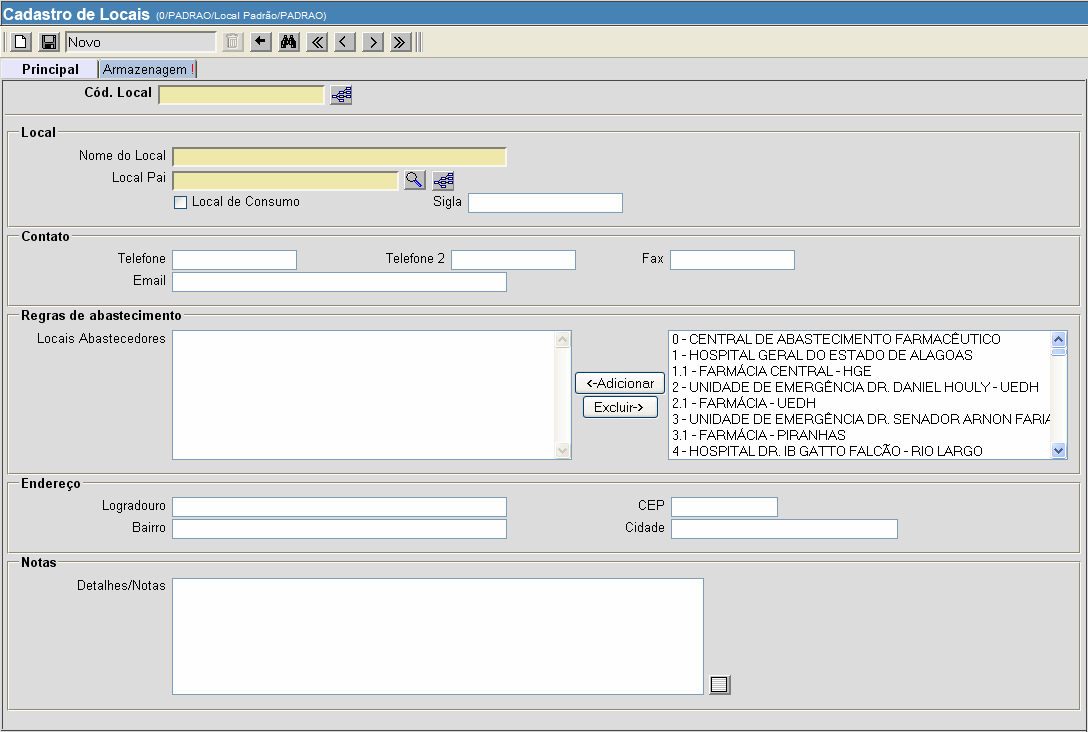 Cadastro de Locais (0/PADRAO/Local Padrão/PADRAO)
Novo
Principal Armazenagem !
Cód. Local
Local
Nome do Local
Local Pai
Local de Consumo Sigla
Contato
Telefone Telefone 2 Fax
Email
Regras de abastecimento
Locais Abastecedores
0 - CENTRAL DE ABASTECIMENTO FARMACÊUTICO
1 - HOSPITAL GERAL DO ESTADO DE ALAGOAS
1.1 - FARMÁCIA CENTRAL - HGE
2 - UNIDADE DE EMERGÊNCIA DR. DANIEL HOULY - UEDH
2.1 - FARMÁCIA - UEDH
3 - UNIDADE DE EMERGÊNCIA DR. SENADOR ARNON FARIA
3.1 - FARMÁCIA - PIRANHAS
4 - HOSPITAL DR. IB GATTO FALCÃO - RIO LARGO
<-Adicionar
Excluir->
Endereço
Logradouro CEP
Bairro Cidade
Notas
Detalhes/Notas